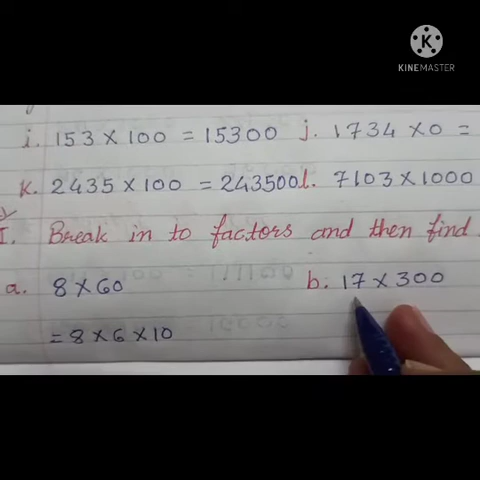 K
KINEMASTER
i. 153 × 100 = 15300 j. 1734 × 0 =
K. 2435 × 100 = 243500 l. 7103 × 1000
I. Break in to factors and then find
a. 8 × 60 b. 17 × 300
= 8 × 6 × 10